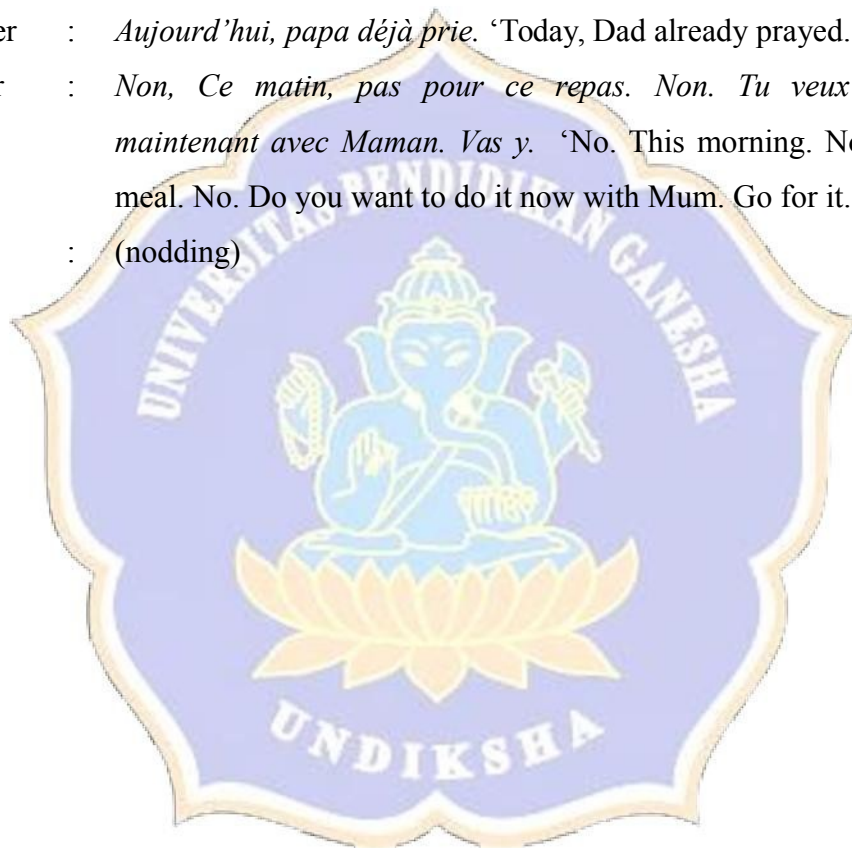 er : Aujourd’hui, papa déjà prie. ‘Today, Dad already prayed.
r : Non, Ce matin, pas pour ce repas. Non. Tu veux
maintenant avec Maman. Vas y. ‘No. This morning. No
meal. No. Do you want to do it now with Mum. Go for it.
: (nodding)
UNIVERSITAS PENDIDIKAN GANESHA
UNDIKSHA